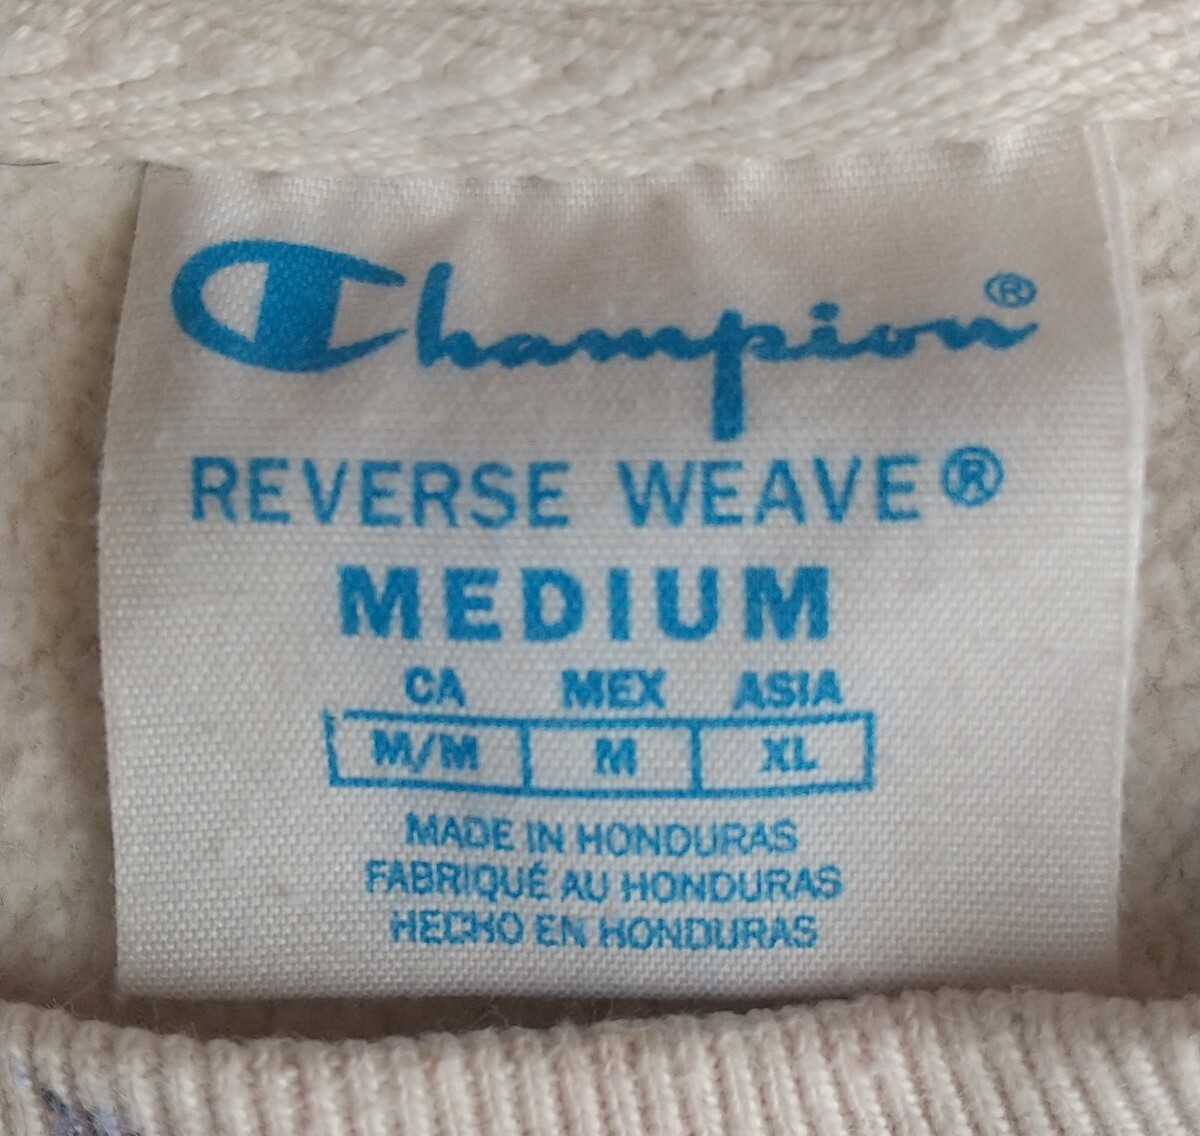 Champion®
REVERSE WEAVE®
MEDIUM
CA MEX ASIA
M/M M XL
MADE IN HONDURAS
FABRIQUÉ AU HONDURAS
HECHO EN HONDURAS